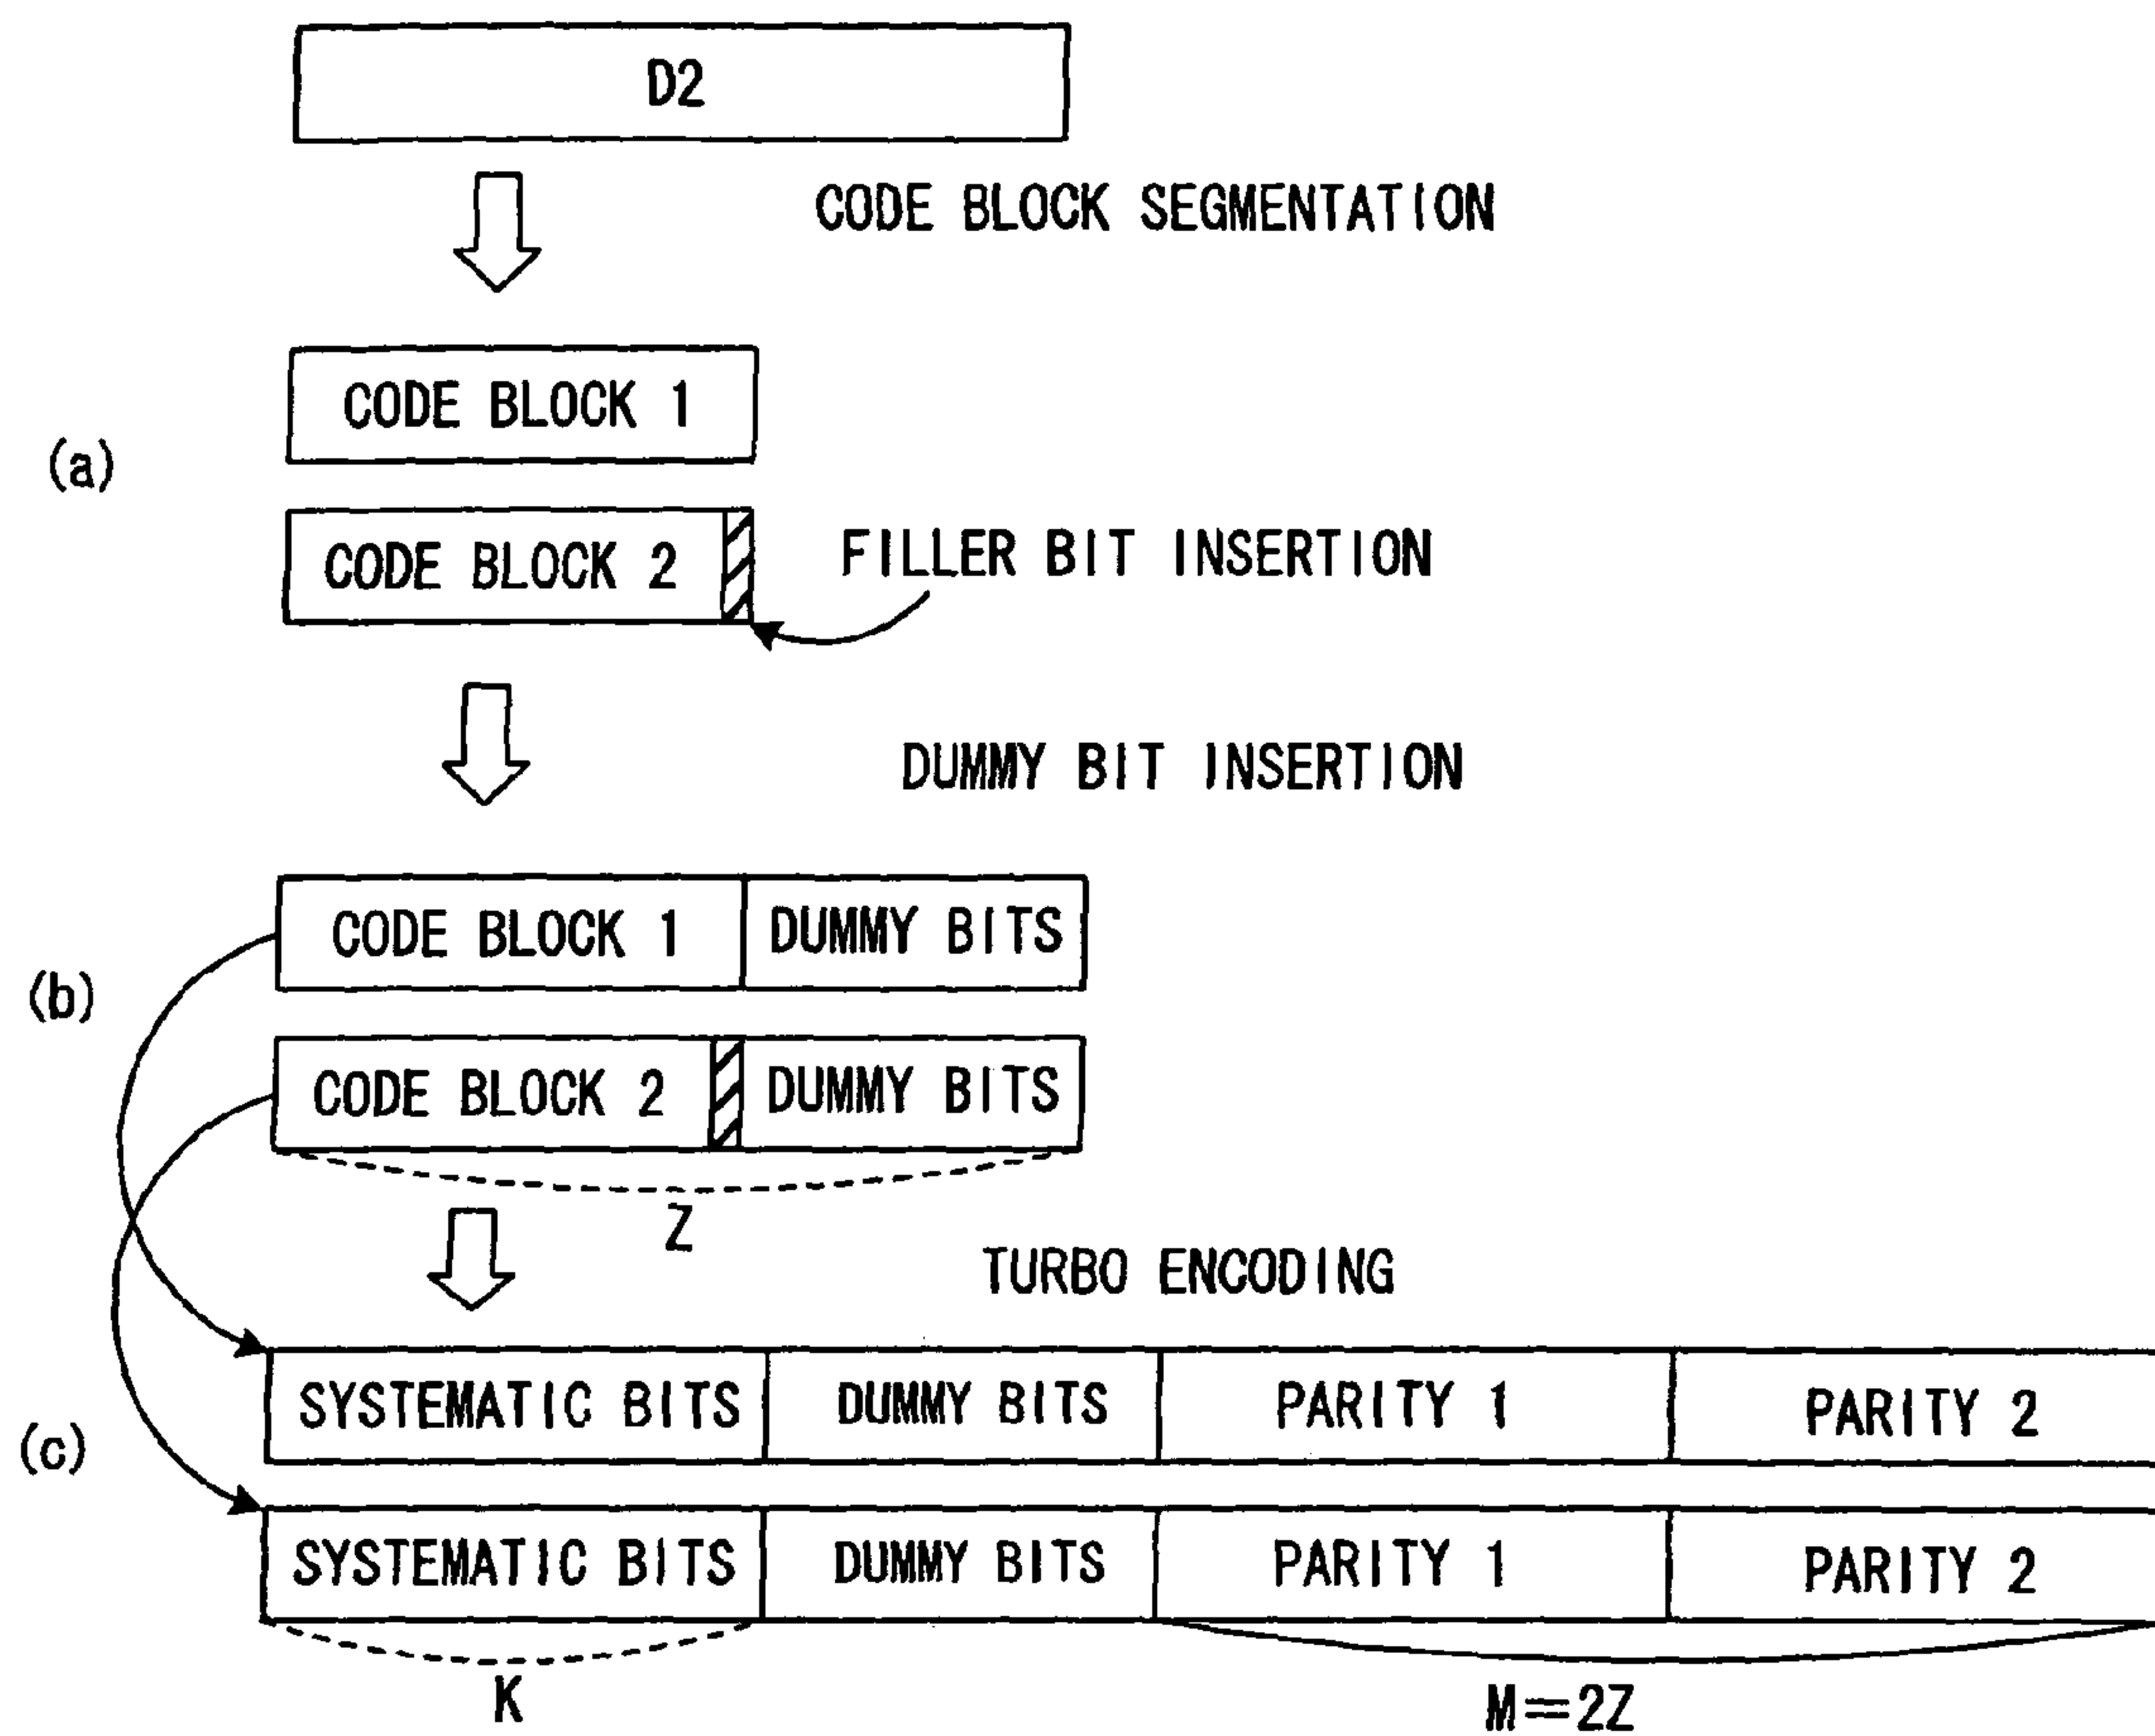 D2
CODE BLOCK SEGMENTATION
CODE BLOCK 1
(a)
CODE BLOCK 2
FILLER BIT INSERTION
DUMMY BIT INSERTION
CODE BLOCK 1 DUMMY BITS
(b)
CODE BLOCK 2 DUMMY BITS
Z
TURBO ENCODING
SYSTEMATIC BITS DUMMY BITS PARITY 1 PARITY 2
(c)
SYSTEMATIC BITS DUMMY BITS PARITY 1 PARITY 2
K
M=2Z